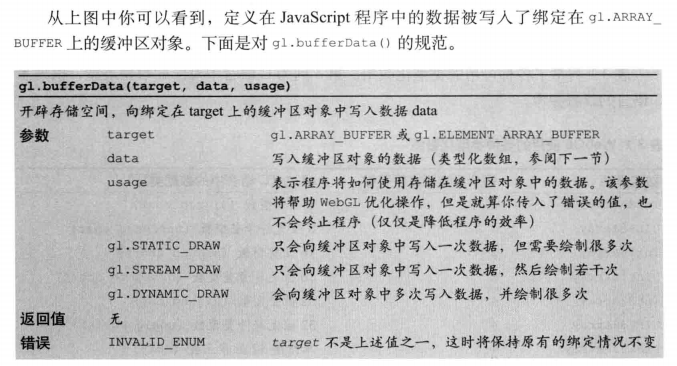 从上图中你可以看到，定义在 JavaScript 程序中的数据被写入了绑定在 gl.ARRAY_
BUFFER 上的缓冲区对象。下面是对 gl.bufferData() 的规范。
gl.bufferData(target, data, usage)
开辟存储空间，向绑定在 target 上的缓冲区对象中写入数据 data
参数 target gl.ARRAY_BUFFER 或 gl.ELEMENT_ARRAY_BUFFER
data 写入缓冲区对象的数据（类型化数组，参阅下一节）
usage 表示程序将如何使用存储在缓冲区对象中的数据。该参数
将帮助 WebGL 优化操作，但是就算你传入了错误的值，也
不会终止程序（仅仅是降低程序的效率）
gl.STATIC_DRAW 只会向缓冲区对象中写入一次数据，但需要绘制很多次
gl.STREAM_DRAW 只会向缓冲区对象中写入一次数据，然后绘制若干次
gl.DYNAMIC_DRAW 会向缓冲区对象中多次写入数据，并绘制很多次
返回值 无
错误 INVALID_ENUM target 不是上述值之一，这时将保持原有的绑定情况不变